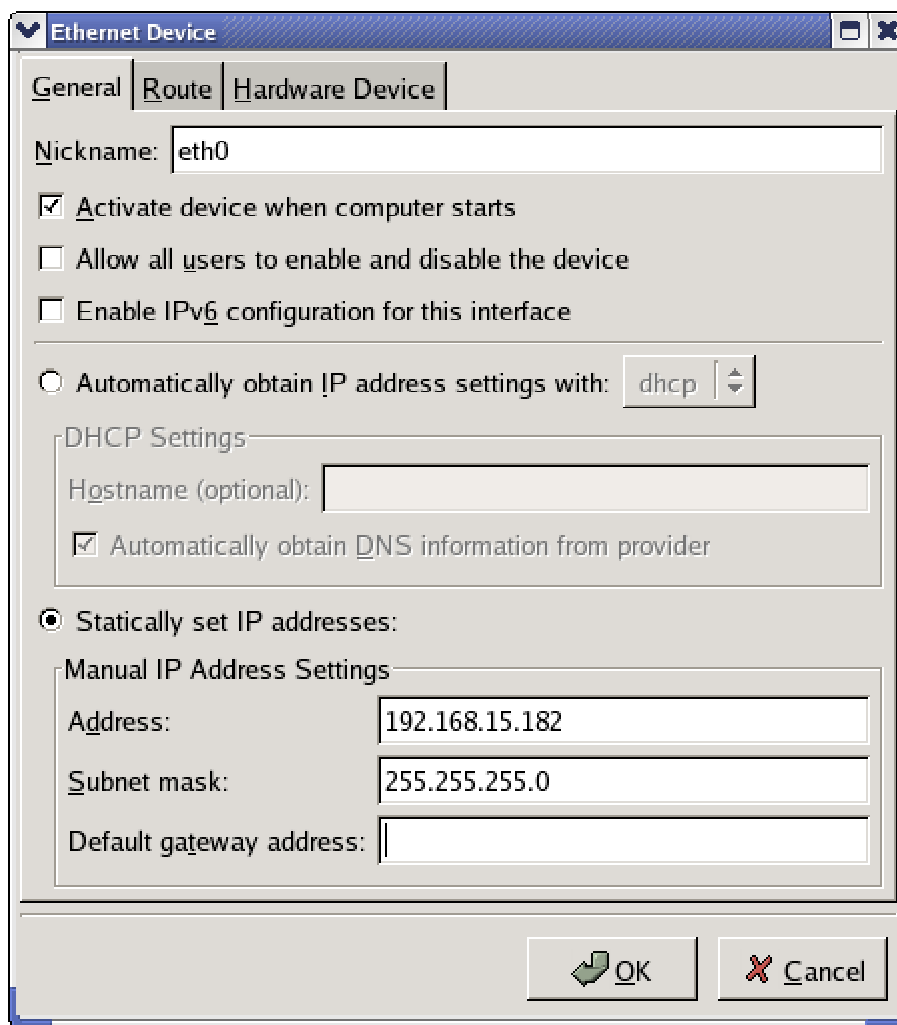 Ethernet Device
General Route Hardware Device
Nickname: eth0
Activate device when computer starts
Allow all users to enable and disable the device
Enable IPv6 configuration for this interface
Automatically obtain IP address settings with: dhcp
DHCP Settings
Hostname (optional):
Automatically obtain DNS information from provider
Statically set IP addresses:
Manual IP Address Settings
Address: 192.168.15.182
Subnet mask: 255.255.255.0
Default gateway address:
OK Cancel